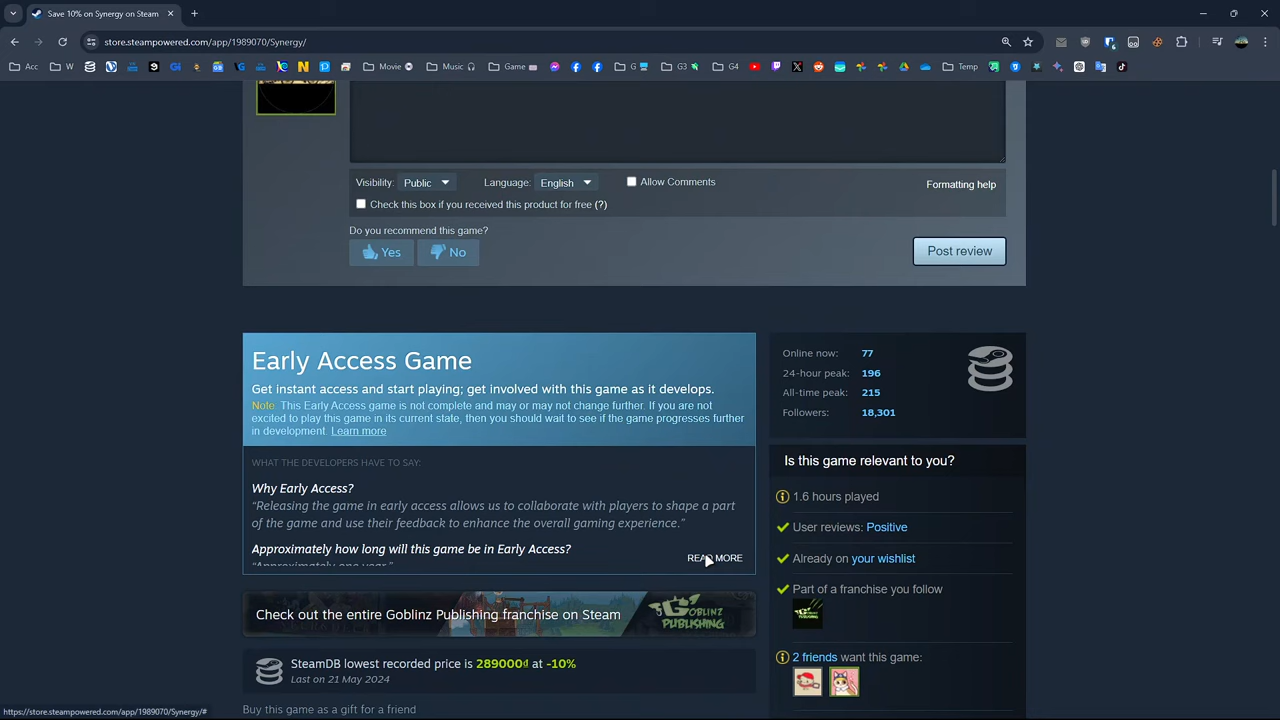 Save 10% on Synergy on Steam
store.steampowered.com/app/1989070/Synergy/
Acc
W
Movie
Music
Game
G
G3
G4
Temp
Visibility: Public
Language: English
Allow Comments
Formatting help
Check this box if you received this product for free (?)
Do you recommend this game?
Yes
No
Post review
Early Access Game
Get instant access and start playing; get involved with this game as it develops.
Note: This Early Access game is not complete and may or may not change further. If you are not
excited to play this game in its current state, then you should wait to see if the game progresses further
in development. Learn more
WHAT THE DEVELOPERS HAVE TO SAY:
Why Early Access?
“Releasing the game in early access allows us to collaborate with players to shape a part
of the game and use their feedback to enhance the overall gaming experience.”
Approximately how long will this game be in Early Access?
“Approximately one year.”
READ MORE
Check out the entire Goblinz Publishing franchise on Steam
GOBLINZ
PUBLISHING
SteamDB lowest recorded price is 289000₫ at -10%
Last on 21 May 2024
Buy this game as a gift for a friend
Online now: 77
24-hour peak: 196
All-time peak: 215
Followers: 18,301
Is this game relevant to you?
1.6 hours played
User reviews: Positive
Already on your wishlist
Part of a franchise you follow
2 friends want this game:
https://store.steampowered.com/app/1989070/Synergy/#